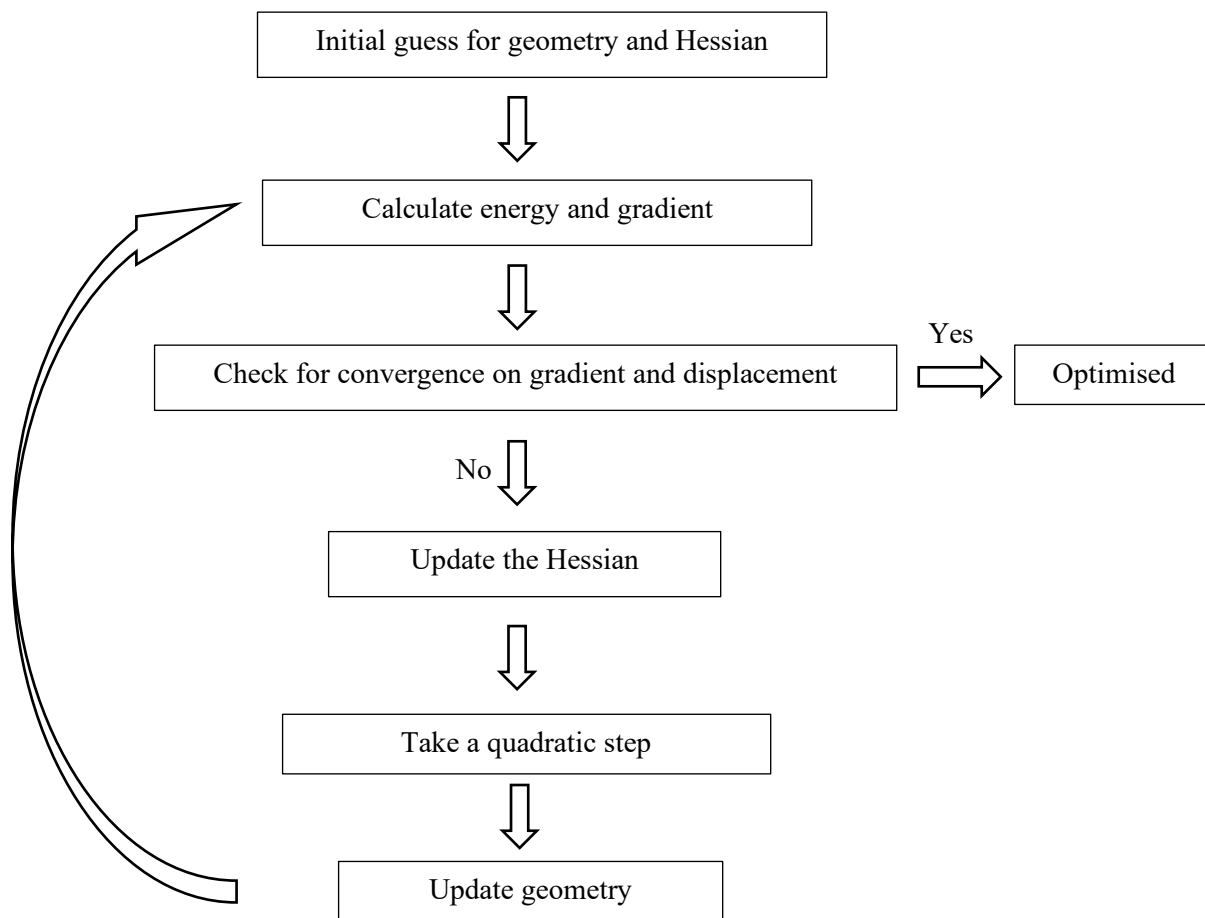 Initial guess for geometry and Hessian
Calculate energy and gradient
Yes
Check for convergence on gradient and displacement
Optimised
No
Update the Hessian
Take a quadratic step
Update geometry